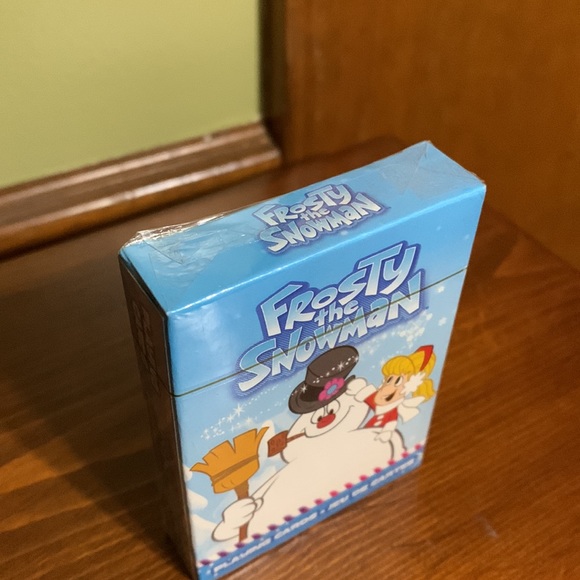 FROSTY
the
SNOWMAN
FROSTY
the
SNOWMAN
PLAYING CARDS • JEU DE CARTES